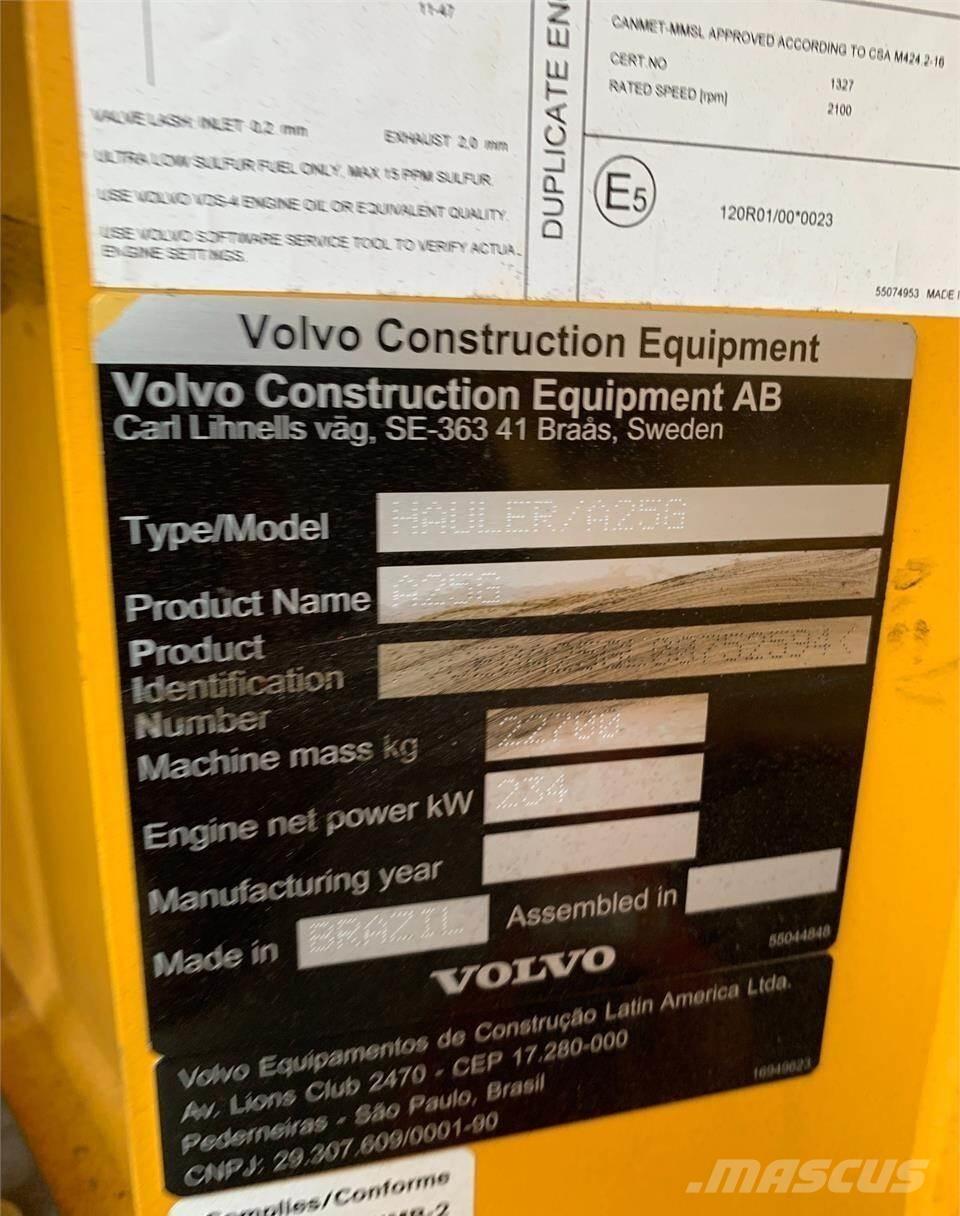 11-47
VALVE LASH: INLET 0.2 mm EXHAUST 2,0 mm
ULTRA LOW SULFUR FUEL ONLY, MAX 15 PPM SULFUR.
USE VOLVO VDS-4 ENGINE OIL OR EQUIVALENT QUALITY.
USE VOLVO SOFTWARE SERVICE TOOL TO VERIFY ACTUA
ENGINE SETTINGS.
DUPLICATE EN
CANMET-MMSL APPROVED ACCORDING TO CSA M424.2-16
CERT.NO 1327
RATED SPEED [rpm] 2100
E5
120R01/00*0023
55074953 MADE
Volvo Construction Equipment
Volvo Construction Equipment AB
Carl Lihnells väg, SE-363 41 Braås, Sweden
Type/Model HAULER/A25G
Product Name A25G
Product
Identification
Number
Machine mass kg 22700
Engine net power kW 234
Manufacturing year
Made in BRAZIL Assembled in
55044848
VOLVO
Volvo Equipamentos de Construção Latin America Ltda.
Av. Lions Club 2470 - CEP 17.280-000
Pederneiras - São Paulo, Brasil
CNPJ: 29.307.609/0001-90
16949623
Complies/Conforme
MASCUS